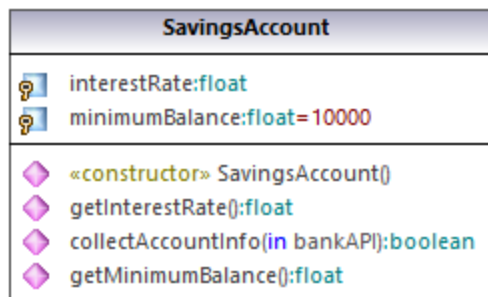 SavingsAccount
interestRate:float
minimumBalance:float=10000
«constructor» SavingsAccount()
getInterestRate():float
collectAccountInfo(in bankAPI):boolean
getMinimumBalance():float